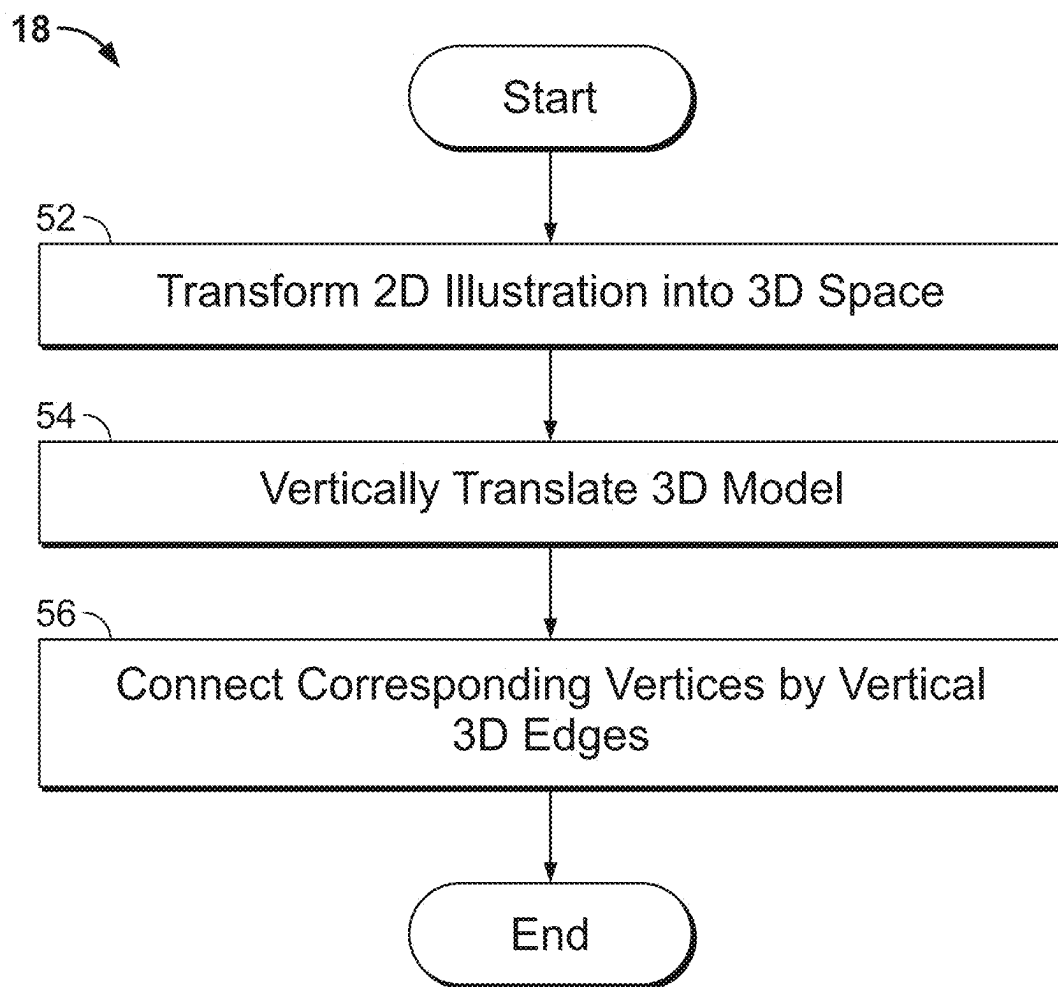 18
Start
52
Transform 2D Illustration into 3D Space
54
Vertically Translate 3D Model
56
Connect Corresponding Vertices by Vertical
3D Edges
End